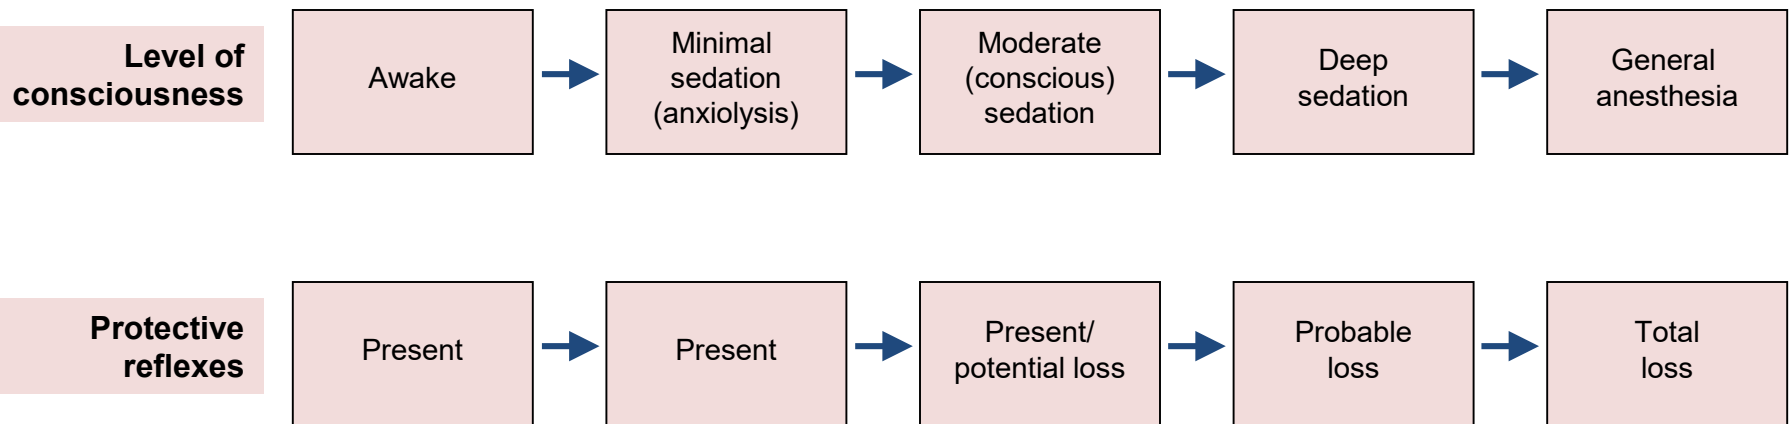 Level of
consciousness
Awake
Minimal
sedation
(anxiolysis)
Moderate
(conscious)
sedation
Deep
sedation
General
anesthesia
Protective
reflexes
Present
Present
Present/
potential loss
Probable
loss
Total
loss